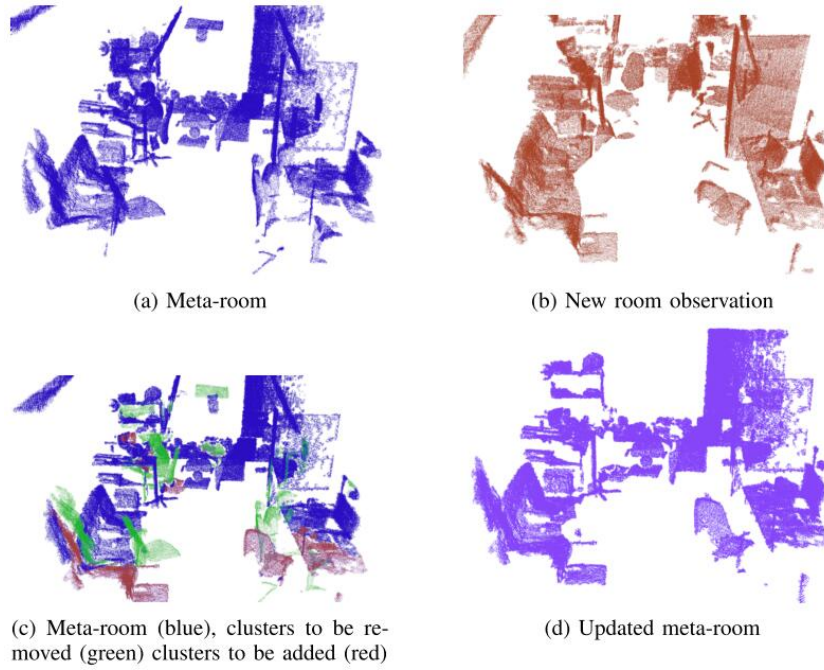 (a) Meta-room
(b) New room observation
(c) Meta-room (blue), clusters to be re-
moved (green) clusters to be added (red)
(d) Updated meta-room